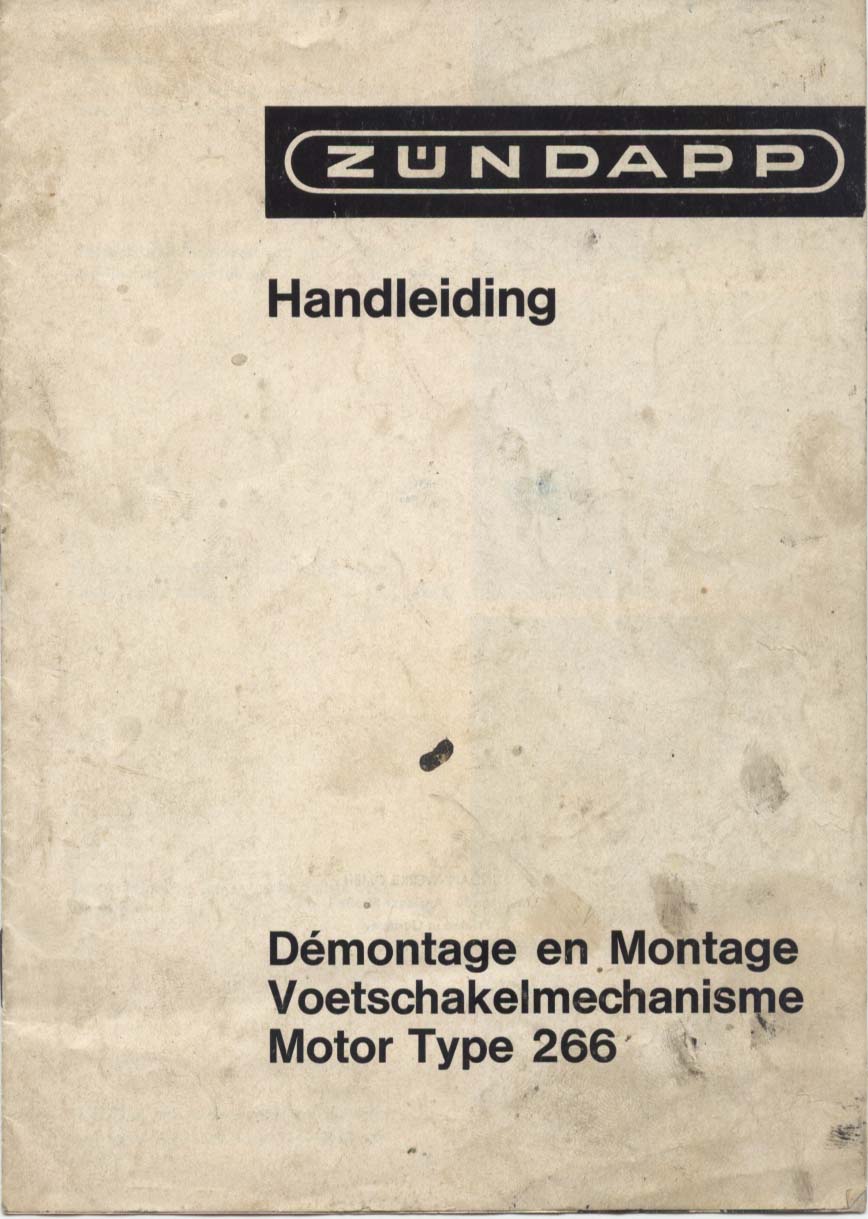 ZÜNDAPP
Handleiding
Démontage en Montage
Voetschakelmechanisme
Motor Type 266